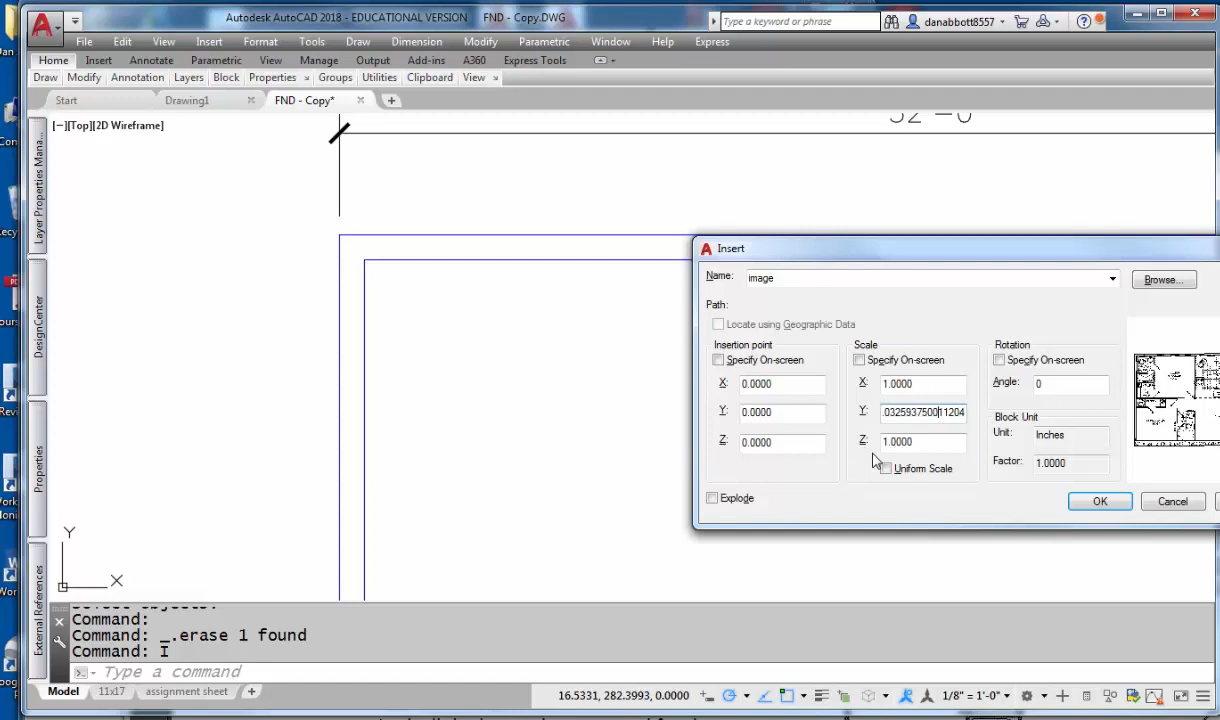 Autodesk AutoCAD 2018 - EDUCATIONAL VERSION FND - Copy.DWG Type a keyword or phrase danabbott8557
File Edit View Insert Format Tools Draw Dimension Modify Parametric Window Help Express
Home Insert Annotate Parametric View Manage Output Add-ins A360 Express Tools
Draw Modify Annotation Layers Block Properties Groups Utilities Clipboard View
Start Drawing1 FND - Copy*
[−][Top][2D Wireframe]
Layer Properties Mana...
DesignCenter
Properties
External References
Insert
Name: image Browse...
Path:
Locate using Geographic Data
Insertion point Scale Rotation
Specify On-screen Specify On-screen Specify On-screen
X: 0.0000 X: 1.0000 Angle: 0
Y: 0.0000 Y: .032593750011204 Block Unit
Unit: Inches
Z: 0.0000 Z: 1.0000
Factor: 1.0000
Uniform Scale
Explode OK Cancel
Y
X
Command:
Command: _.erase 1 found
Command: I
Type a command
Model 11x17 assignment sheet 16.5331, 282.3993, 0.0000 1/8" = 1'-0"